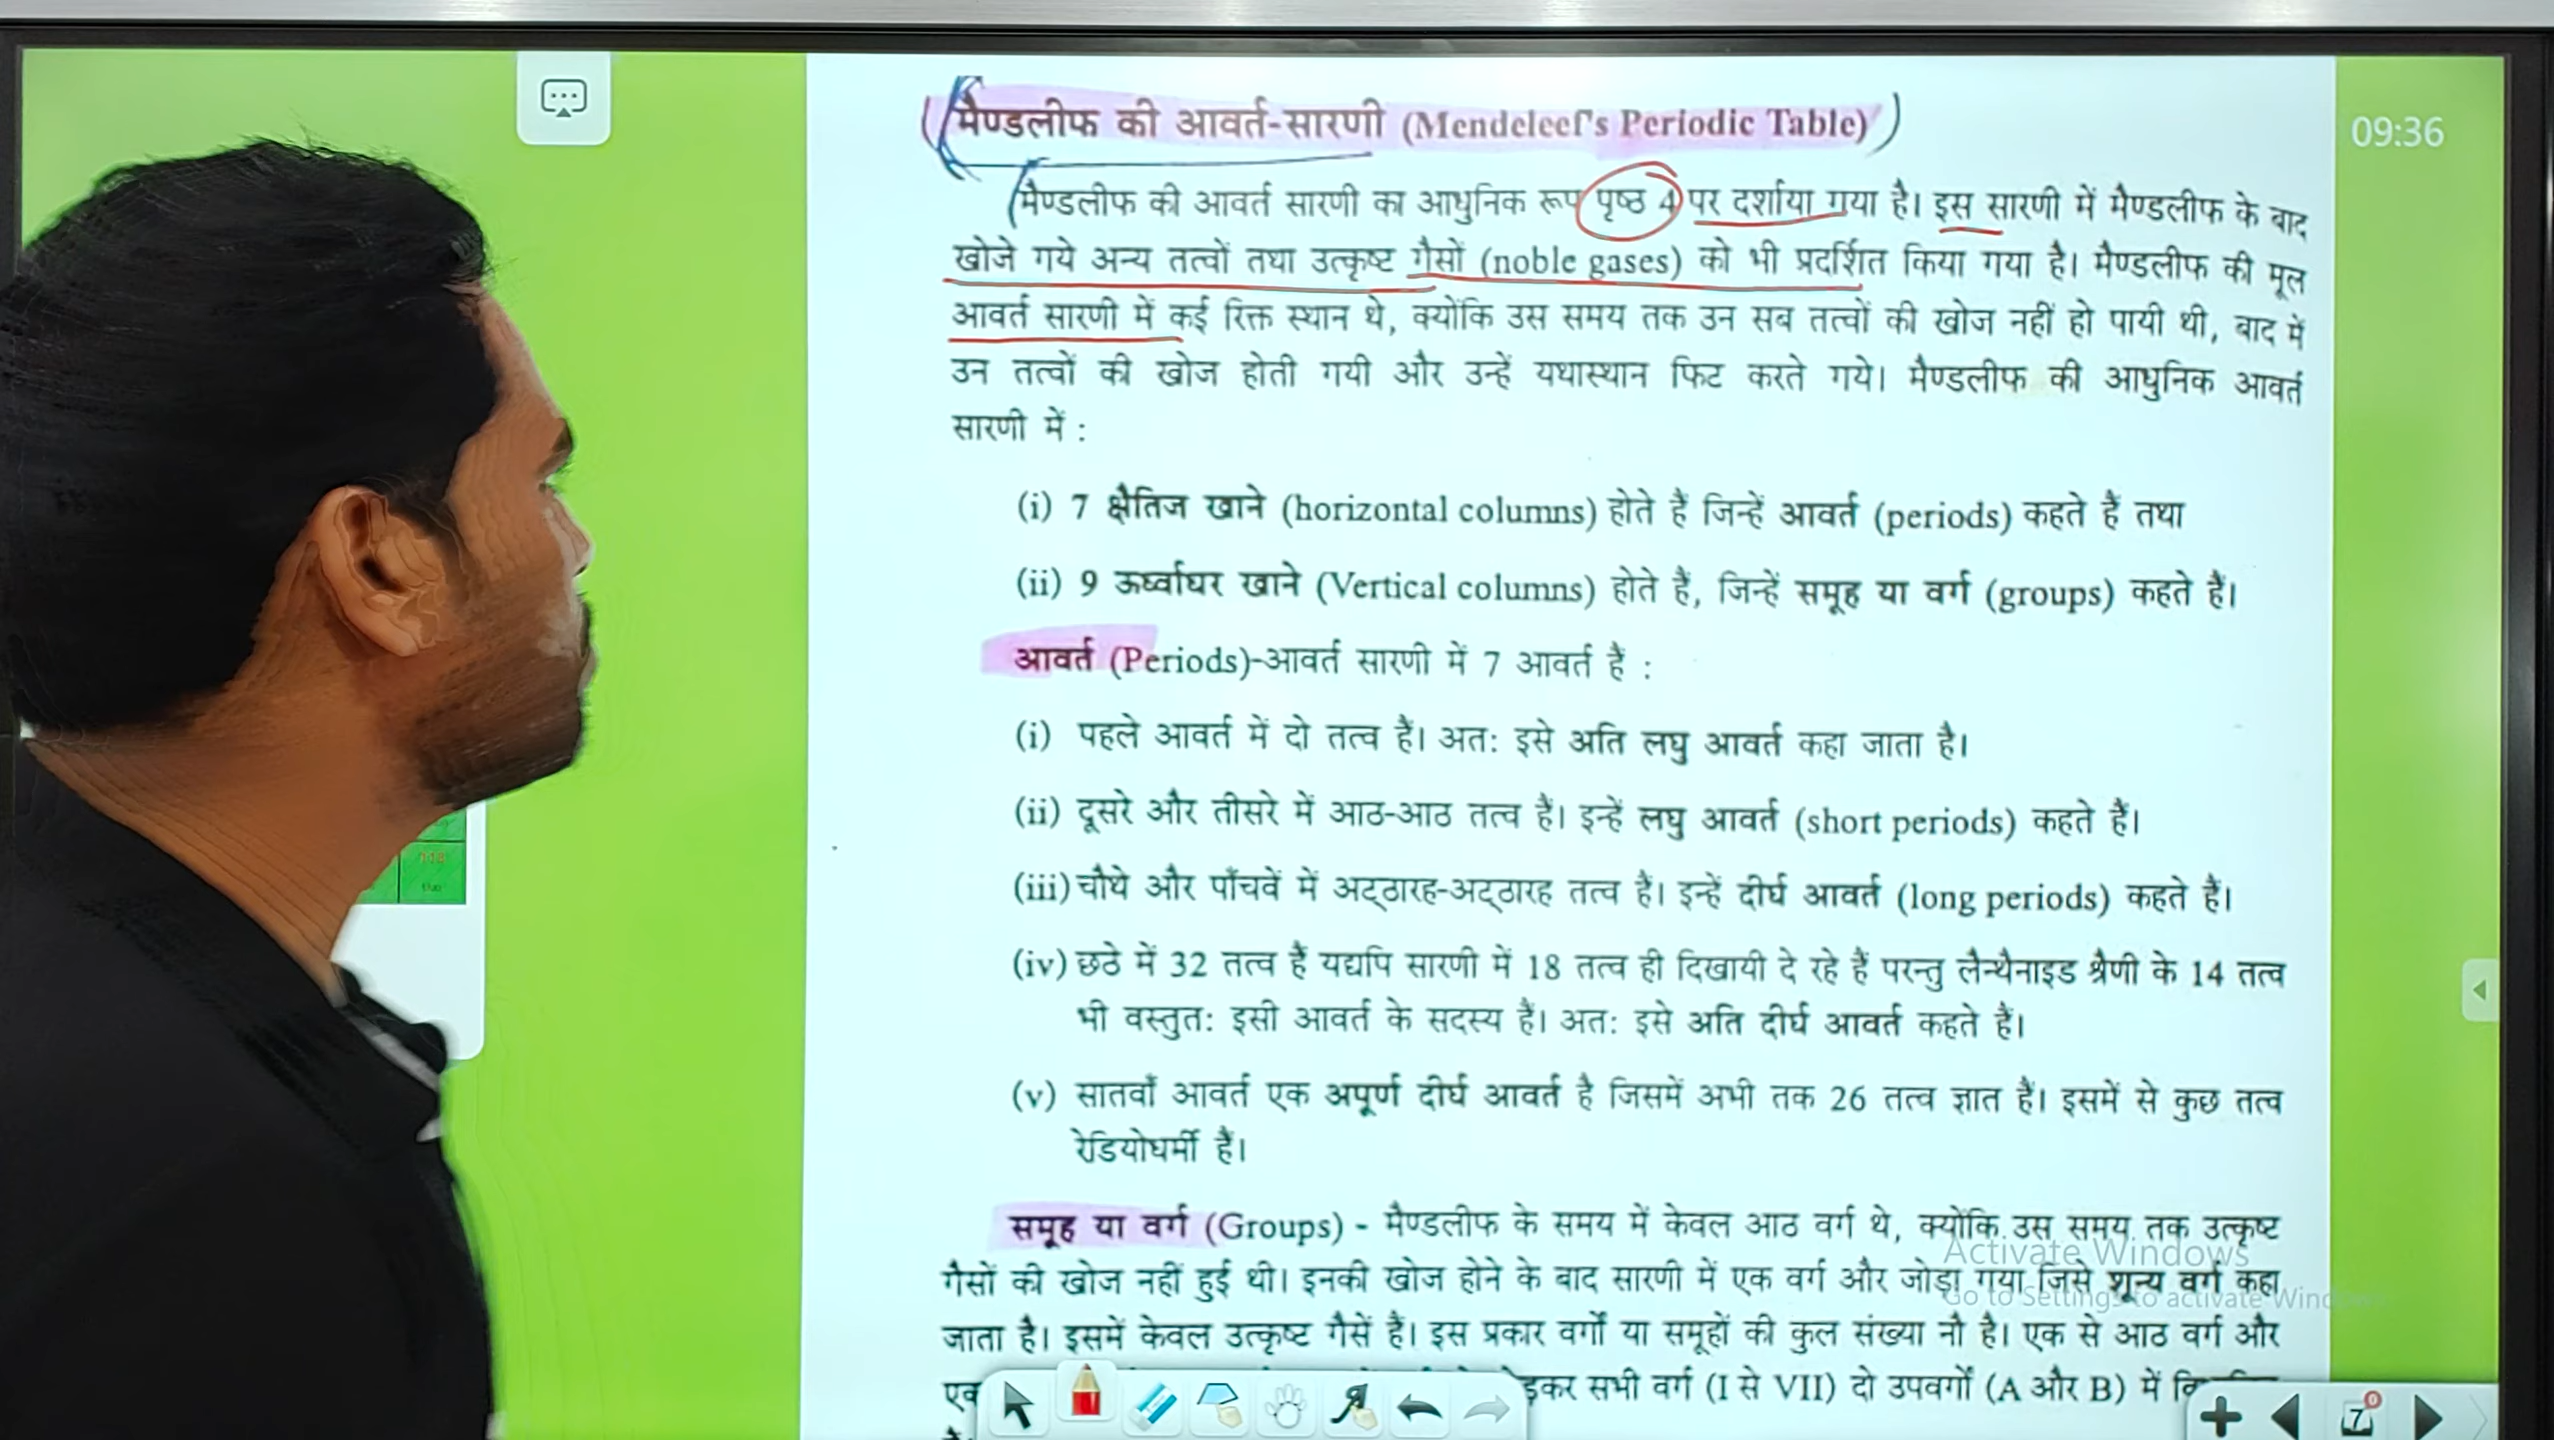 मैण्डलीफ की आवर्त-सारणी (Mendeleef's Periodic Table)
09:36
मैण्डलीफ की आवर्त सारणी का आधुनिक रूप पृष्ठ 4 पर दर्शाया गया है। इस सारणी में मैण्डलीफ के बाद
खोजे गये अन्य तत्वों तथा उत्कृष्ट गैसों (noble gases) को भी प्रदर्शित किया गया है। मैण्डलीफ की मूल
आवर्त सारणी में कई रिक्त स्थान थे, क्योंकि उस समय तक उन सब तत्वों की खोज नहीं हो पायी थी, बाद में
उन तत्वों की खोज होती गयी और उन्हें यथास्थान फिट करते गये। मैण्डलीफ की आधुनिक आवर्त
सारणी में :
(i) 7 क्षैतिज खाने (horizontal columns) होते हैं जिन्हें आवर्त (periods) कहते हैं तथा
(ii) 9 ऊर्ध्वाधर खाने (Vertical columns) होते हैं, जिन्हें समूह या वर्ग (groups) कहते हैं।
आवर्त (Periods)-आवर्त सारणी में 7 आवर्त हैं :
(i) पहले आवर्त में दो तत्व हैं। अतः इसे अति लघु आवर्त कहा जाता है।
(ii) दूसरे और तीसरे में आठ-आठ तत्व हैं। इन्हें लघु आवर्त (short periods) कहते हैं।
(iii) चौथे और पाँचवें में अट्ठारह-अट्ठारह तत्व हैं। इन्हें दीर्घ आवर्त (long periods) कहते हैं।
(iv) छठे में 32 तत्व हैं यद्यपि सारणी में 18 तत्व ही दिखायी दे रहे हैं परन्तु लैन्थैनाइड श्रैणी के 14 तत्व
भी वस्तुतः इसी आवर्त के सदस्य हैं। अतः इसे अति दीर्घ आवर्त कहते हैं।
(v) सातवाँ आवर्त एक अपूर्ण दीर्घ आवर्त है जिसमें अभी तक 26 तत्व ज्ञात हैं। इसमें से कुछ तत्व
रेडियोधर्मी हैं।
समूह या वर्ग (Groups) - मैण्डलीफ के समय में केवल आठ वर्ग थे, क्योंकि उस समय तक उत्कृष्ट
गैसों की खोज नहीं हुई थी। इनकी खोज होने के बाद सारणी में एक वर्ग और जोड़ा गया जिसे शून्य वर्ग कहा
जाता है। इसमें केवल उत्कृष्ट गैसें हैं। इस प्रकार वर्गों या समूहों की कुल संख्या नौ है। एक से आठ वर्ग और
सभी वर्ग (I से VII) दो उपवर्गों (A और B) में
Activate Windows
Go to Settings to activate Windows
118
7
0